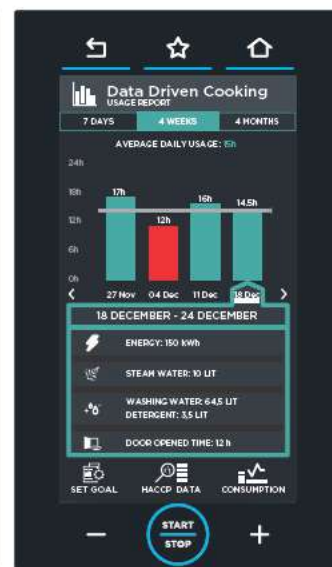 Data Driven Cooking
USAGE REPORT
7 DAYS 4 WEEKS 4 MONTHS
AVERAGE DAILY USAGE: 15h
24h
18h
12h
6h
0h
17h 12h 16h 14.5h
27 Nov 04 Dec 11 Dec 18 Dec
18 DECEMBER - 24 DECEMBER
ENERGY: 150 kWh
STEAM WATER: 10 LIT
WASHING WATER: 64,5 LIT
DETERGENT: 3,5 LIT
DOOR OPENED TIME: 12 h
SET GOAL HACCP DATA CONSUMPTION
START
STOP